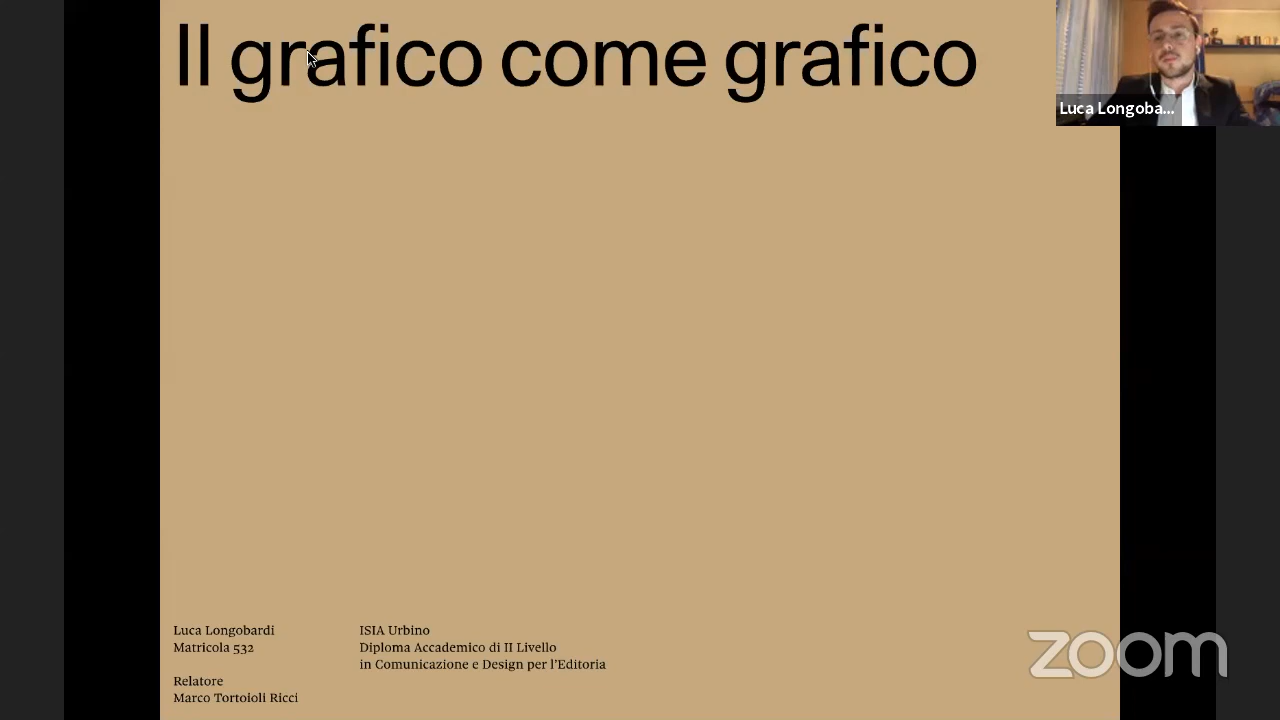 Il grafico come grafico
Luca Longoba...
Luca Longobardi
Matricola 532
Relatore
Marco Tortoioli Ricci
ISIA Urbino
Diploma Accademico di II Livello
in Comunicazione e Design per l'Editoria
zoom